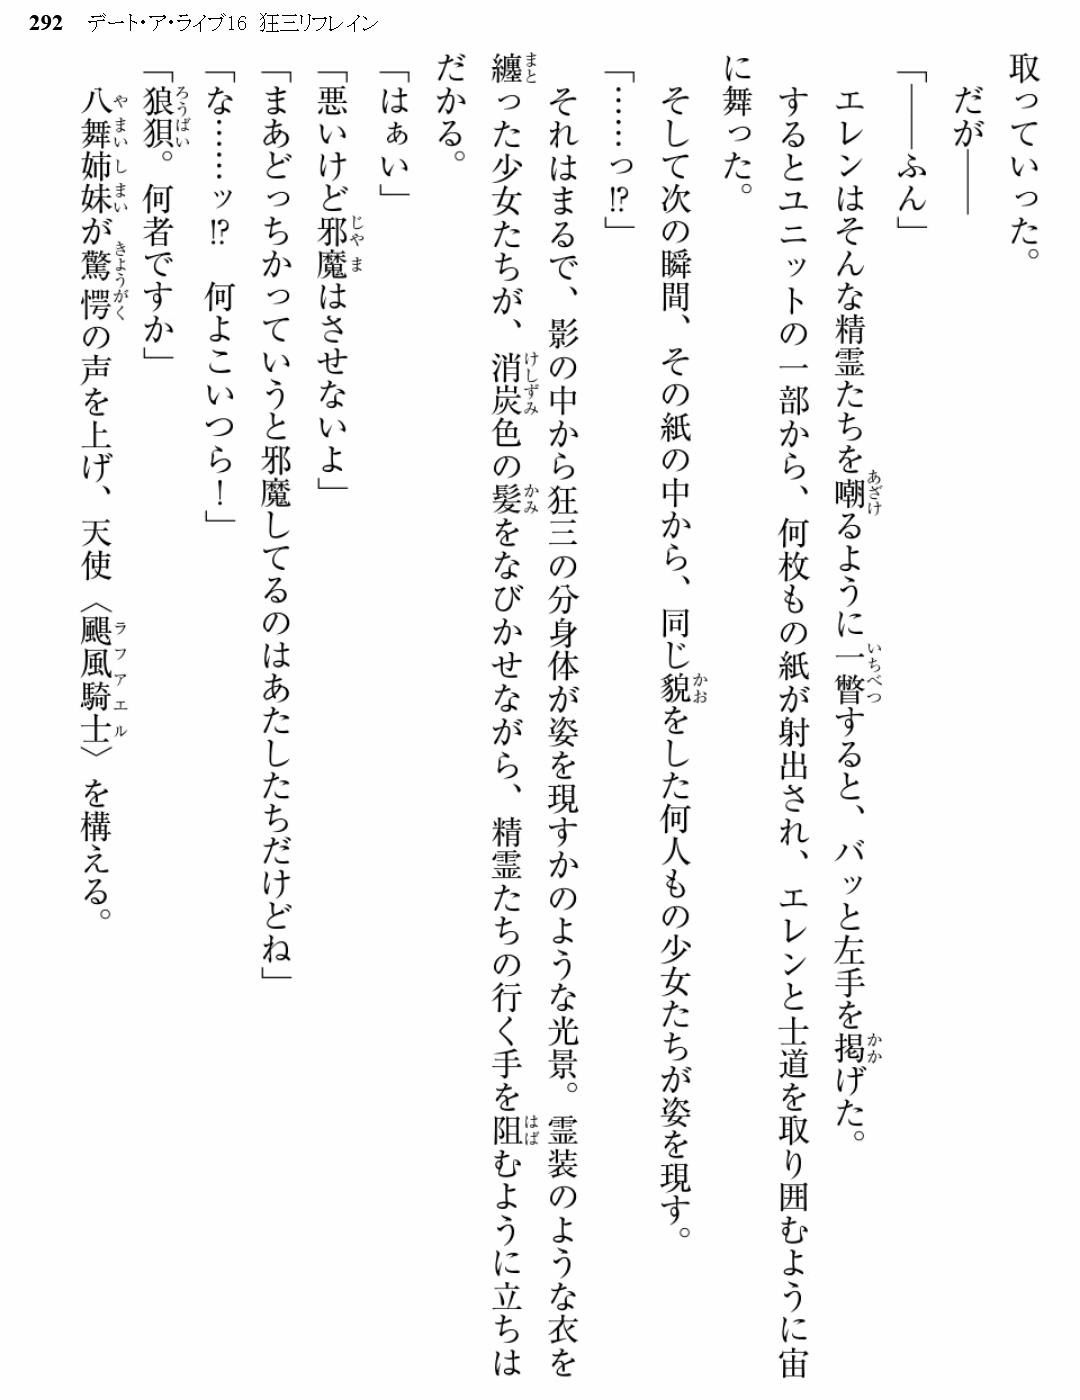 292 デート・ア・ライブ16 狂三リフレイン
取っていった。
だが――
「――ふん」
エレンはそんな精霊たちを嘲るように一瞥すると、バッと左手を掲げた。
するとユニットの一部から、何枚もの紙が射出され、エレンと士道を取り囲むように宙
に舞った。
そして次の瞬間、その紙の中から、同じ貌をした何人もの少女たちが姿を現す。
「……っ!?」
それはまるで、影の中から狂三の分身体が姿を現すかのような光景。霊装のような衣を
纏った少女たちが、消炭色の髪をなびかせながら、精霊たちの行く手を阻むように立ちは
だかる。
「はぁい」
「悪いけど邪魔はさせないよ」
「まあどっちかっていうと邪魔してるのはあたしたちだけどね」
「な……ッ!?　何よこいつら！」
「狼狽。何者ですか」
八舞姉妹が驚愕の声を上げ、天使〈颶風騎士〉を構える。